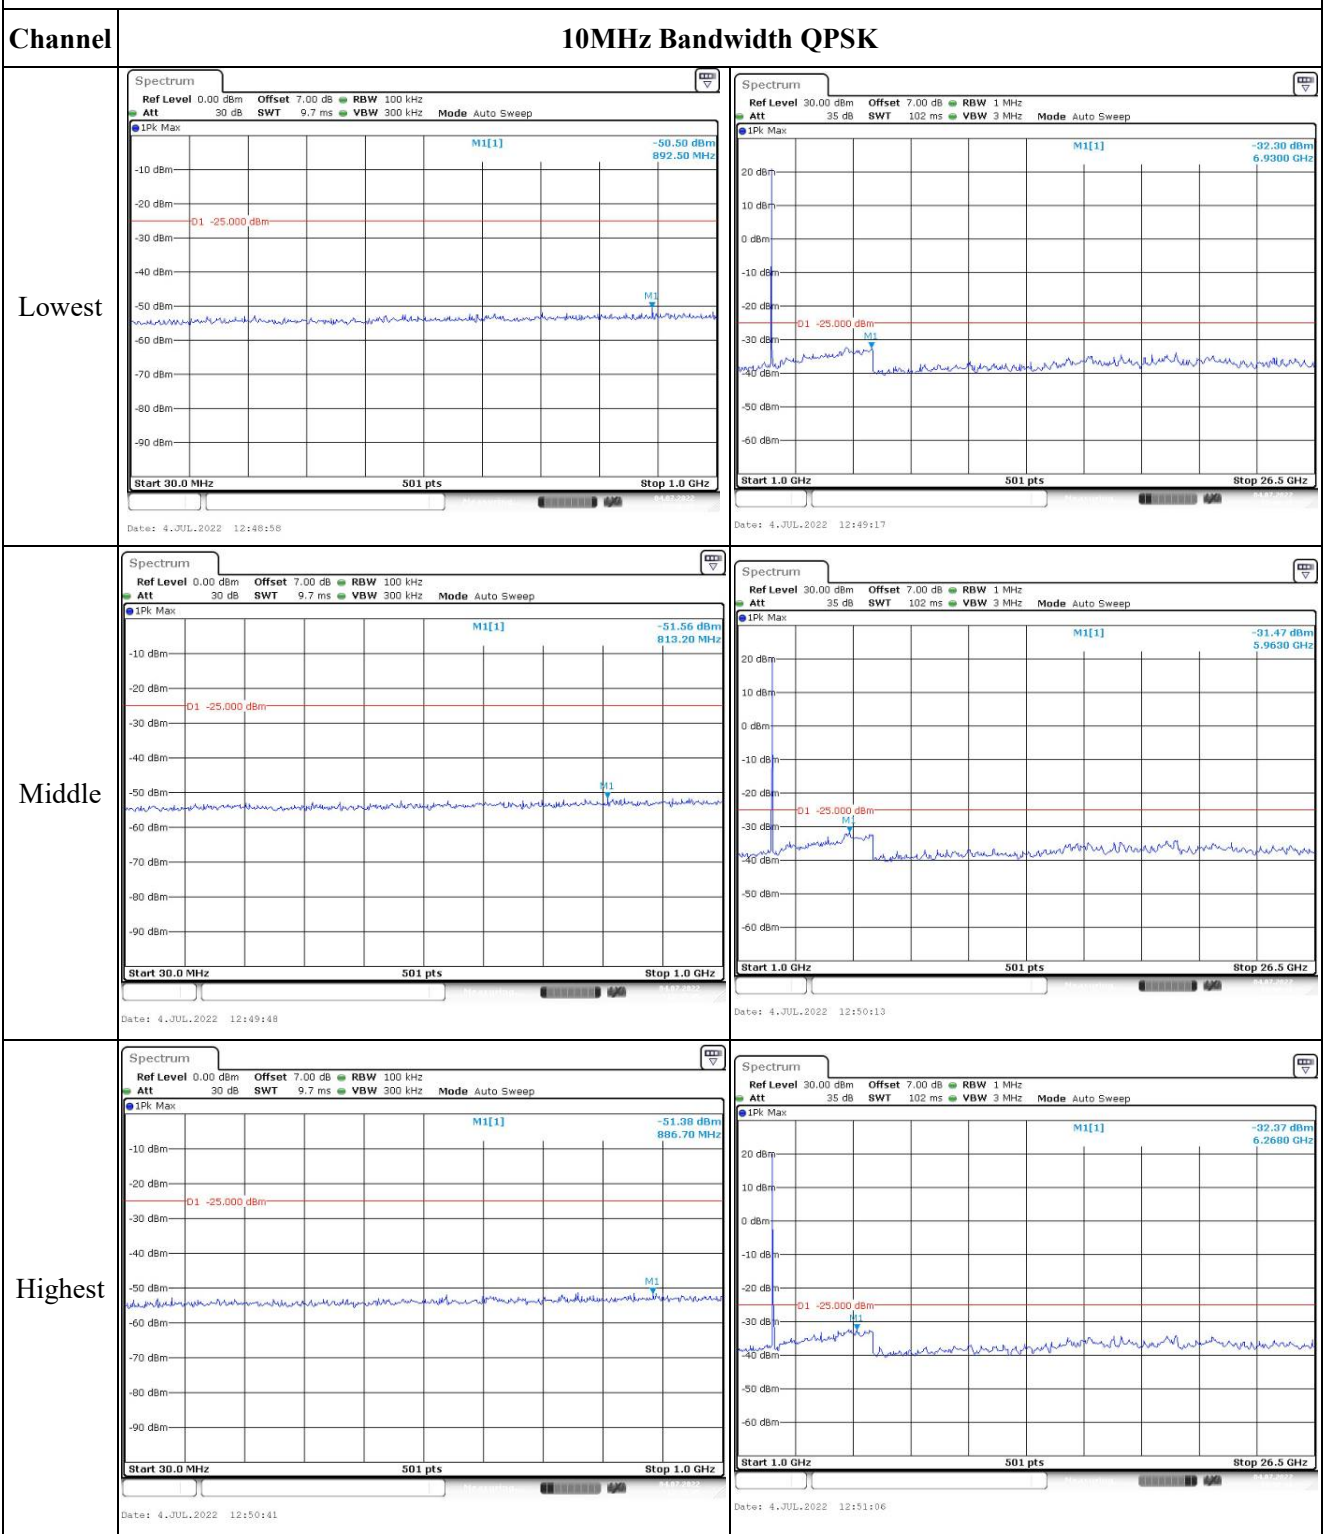 Channel 10MHz Bandwidth QPSK
Lowest
Spectrum
Ref Level 0.00 dBm Offset 7.00 dB RBW 100 kHz
Att 30 dB SWT 9.7 ms VBW 300 kHz Mode Auto Sweep
1Pk Max
M1[1] -50.50 dBm
892.50 MHz
-10 dBm
-20 dBm
D1 -25.000 dBm
-30 dBm
-40 dBm
M1
-50 dBm
-60 dBm
-70 dBm
-80 dBm
-90 dBm
Start 30.0 MHz 501 pts Stop 1.0 GHz
Date: 4.JUL.2022 12:48:58
Spectrum
Ref Level 30.00 dBm Offset 7.00 dB RBW 1 MHz
Att 35 dB SWT 102 ms VBW 3 MHz Mode Auto Sweep
1Pk Max
M1[1] -32.30 dBm
6.9300 GHz
20 dBm
10 dBm
0 dBm
-10 dBm
-20 dBm
D1 -25.000 dBm
-30 dBm
M1
-40 dBm
-50 dBm
-60 dBm
Start 1.0 GHz 501 pts Stop 26.5 GHz
Date: 4.JUL.2022 12:49:17
Middle
Spectrum
Ref Level 0.00 dBm Offset 7.00 dB RBW 100 kHz
Att 30 dB SWT 9.7 ms VBW 300 kHz Mode Auto Sweep
1Pk Max
M1[1] -51.56 dBm
813.20 MHz
-10 dBm
-20 dBm
D1 -25.000 dBm
-30 dBm
-40 dBm
M1
-50 dBm
-60 dBm
-70 dBm
-80 dBm
-90 dBm
Start 30.0 MHz 501 pts Stop 1.0 GHz
Date: 4.JUL.2022 12:49:48
Spectrum
Ref Level 30.00 dBm Offset 7.00 dB RBW 1 MHz
Att 35 dB SWT 102 ms VBW 3 MHz Mode Auto Sweep
1Pk Max
M1[1] -31.47 dBm
5.9630 GHz
20 dBm
10 dBm
0 dBm
-10 dBm
-20 dBm
D1 -25.000 dBm
M1
-30 dBm
-40 dBm
-50 dBm
-60 dBm
Start 1.0 GHz 501 pts Stop 26.5 GHz
Date: 4.JUL.2022 12:50:13
Highest
Spectrum
Ref Level 0.00 dBm Offset 7.00 dB RBW 100 kHz
Att 30 dB SWT 9.7 ms VBW 300 kHz Mode Auto Sweep
1Pk Max
M1[1] -51.38 dBm
886.70 MHz
-10 dBm
-20 dBm
D1 -25.000 dBm
-30 dBm
-40 dBm
M1
-50 dBm
-60 dBm
-70 dBm
-80 dBm
-90 dBm
Start 30.0 MHz 501 pts Stop 1.0 GHz
Date: 4.JUL.2022 12:50:41
Spectrum
Ref Level 30.00 dBm Offset 7.00 dB RBW 1 MHz
Att 35 dB SWT 102 ms VBW 3 MHz Mode Auto Sweep
1Pk Max
M1[1] -32.37 dBm
6.2680 GHz
20 dBm
10 dBm
0 dBm
-10 dBm
-20 dBm
D1 -25.000 dBm
M1
-30 dBm
-40 dBm
-50 dBm
-60 dBm
Start 1.0 GHz 501 pts Stop 26.5 GHz
Date: 4.JUL.2022 12:51:06